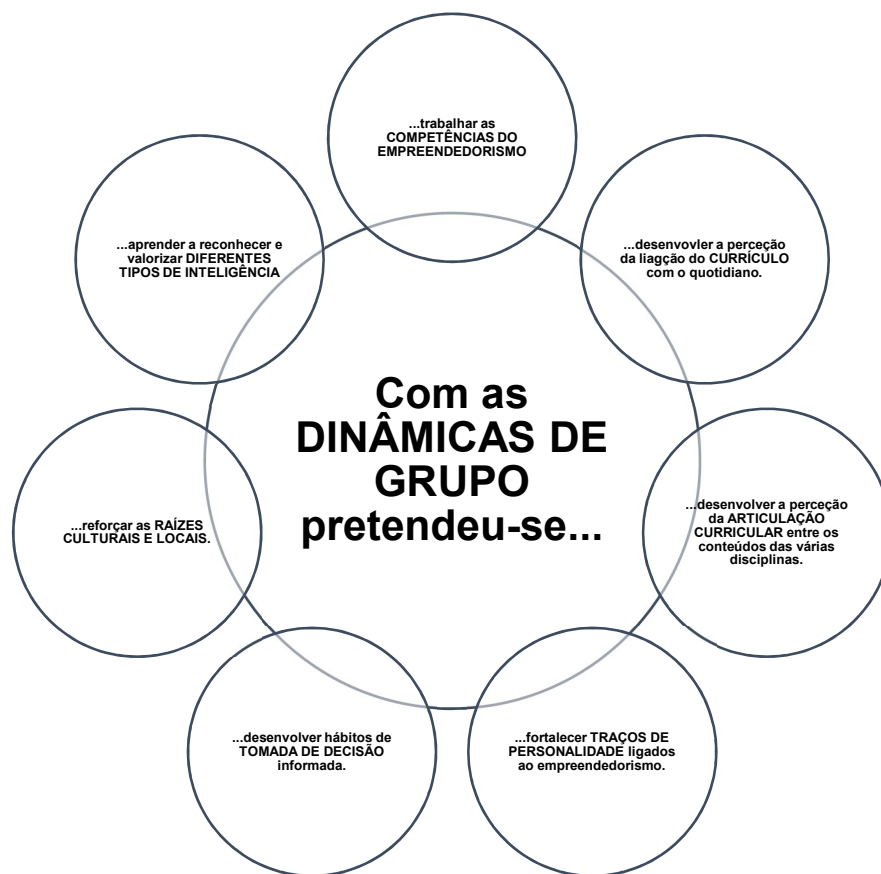 ...trabalhar as
COMPETÊNCIAS DO
EMPREENDEDORISMO
...desenvovler a perceção
da liagção do CURRÍCULO
com o quotidiano.
...desenvolver a perceção
da ARTICULAÇÃO
CURRICULAR entre os
conteúdos das várias
disciplinas.
...fortalecer TRAÇOS DE
PERSONALIDADE ligados
ao empreendedorismo.
...desenvolver hábitos de
TOMADA DE DECISÃO
informada.
...reforçar as RAÍZES
CULTURAIS E LOCAIS.
...aprender a reconhecer e
valorizar DIFERENTES
TIPOS DE INTELIGÊNCIA
Com as
DINÂMICAS DE
GRUPO
pretendeu-se...